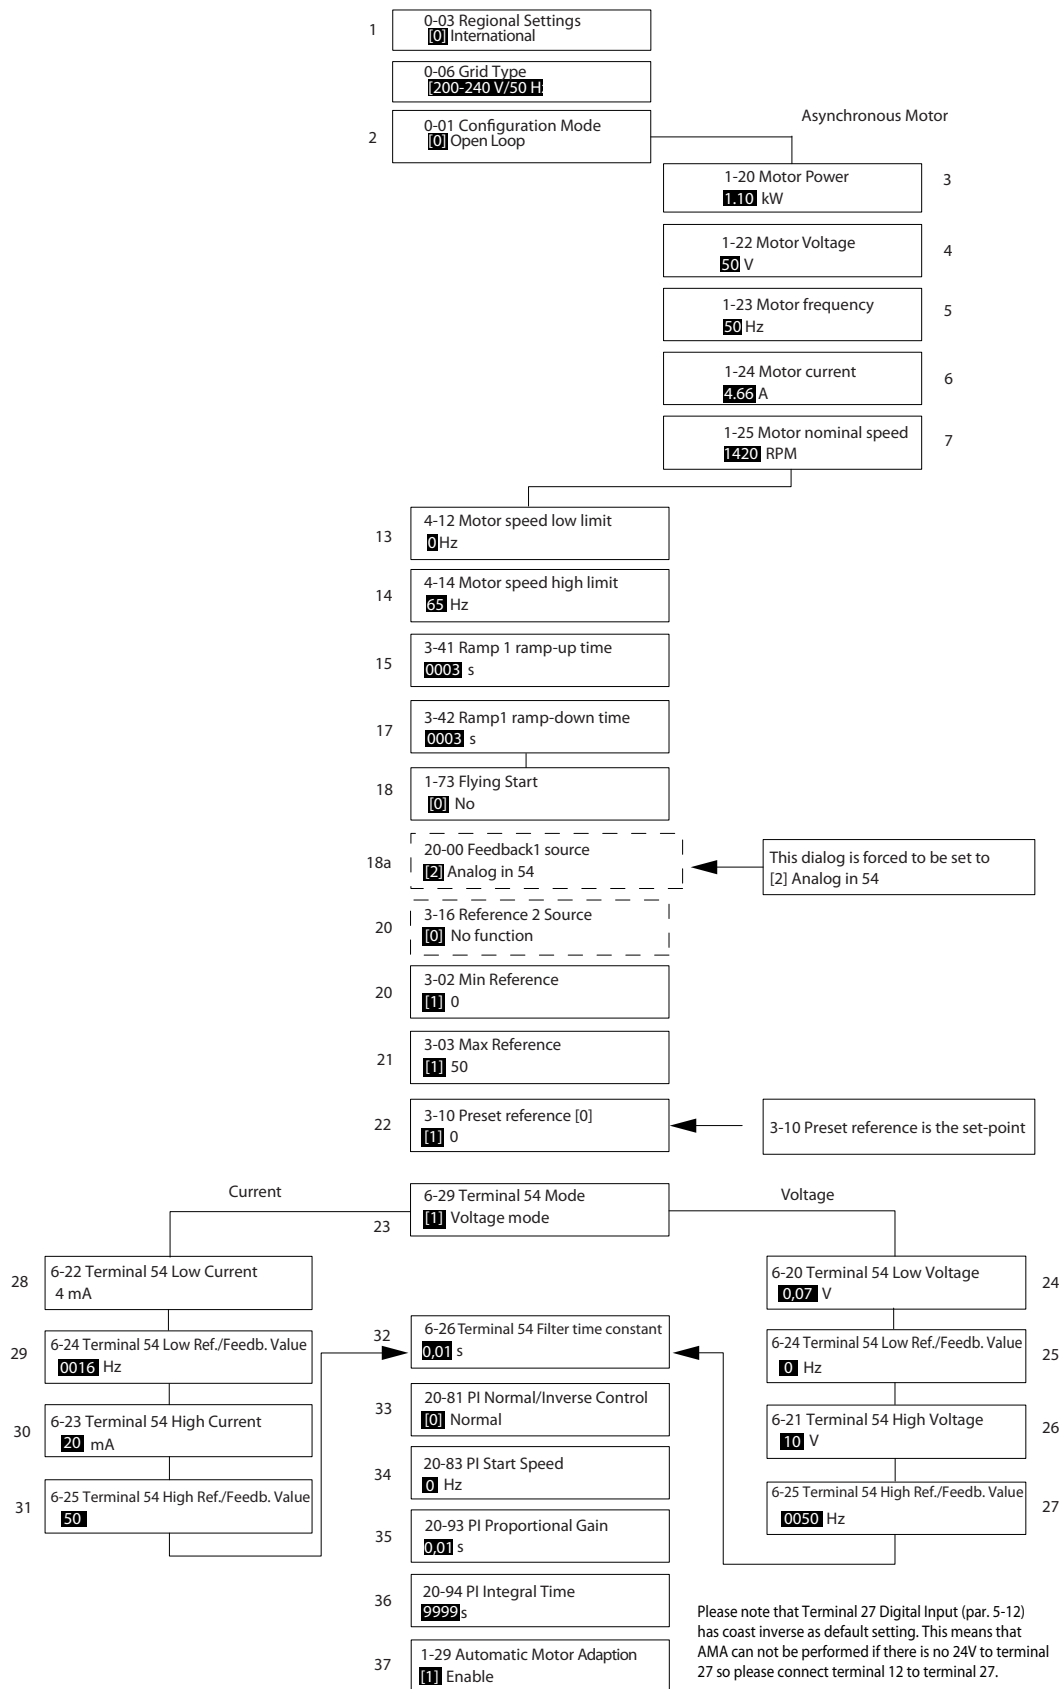 1
0-03 Regional Settings
[0] International
0-06 Grid Type
[200-240 V/50 H
2
0-01 Configuration Mode
[0] Open Loop
Asynchronous Motor
1-20 Motor Power
1.10 kW
3
1-22 Motor Voltage
50 V
4
1-23 Motor frequency
50 Hz
5
1-24 Motor current
4.66 A
6
1-25 Motor nominal speed
1420 RPM
7
13
4-12 Motor speed low limit
0 Hz
14
4-14 Motor speed high limit
65 Hz
15
3-41 Ramp 1 ramp-up time
0003 s
17
3-42 Ramp1 ramp-down time
0003 s
18
1-73 Flying Start
[0] No
18a
20-00 Feedback1 source
[2] Analog in 54
This dialog is forced to be set to
[2] Analog in 54
20
3-16 Reference 2 Source
[0] No function
20
3-02 Min Reference
[1] 0
21
3-03 Max Reference
[1] 50
22
3-10 Preset reference [0]
[1] 0
3-10 Preset reference is the set-point
Current
23
6-29 Terminal 54 Mode
[1] Voltage mode
Voltage
28
6-22 Terminal 54 Low Current
4 mA
29
6-24 Terminal 54 Low Ref./Feedb. Value
0016 Hz
30
6-23 Terminal 54 High Current
20 mA
31
6-25 Terminal 54 High Ref./Feedb. Value
50
32
6-26 Terminal 54 Filter time constant
0,01 s
33
20-81 PI Normal/Inverse Control
[0] Normal
34
20-83 PI Start Speed
0 Hz
35
20-93 PI Proportional Gain
0,01 s
36
20-94 PI Integral Time
9999 s
37
1-29 Automatic Motor Adaption
[1] Enable
6-20 Terminal 54 Low Voltage
0,07 V
24
6-24 Terminal 54 Low Ref./Feedb. Value
0 Hz
25
6-21 Terminal 54 High Voltage
10 V
26
6-25 Terminal 54 High Ref./Feedb. Value
0050 Hz
27
Please note that Terminal 27 Digital Input (par. 5-12)
has coast inverse as default setting. This means that
AMA can not be performed if there is no 24V to terminal
27 so please connect terminal 12 to terminal 27.